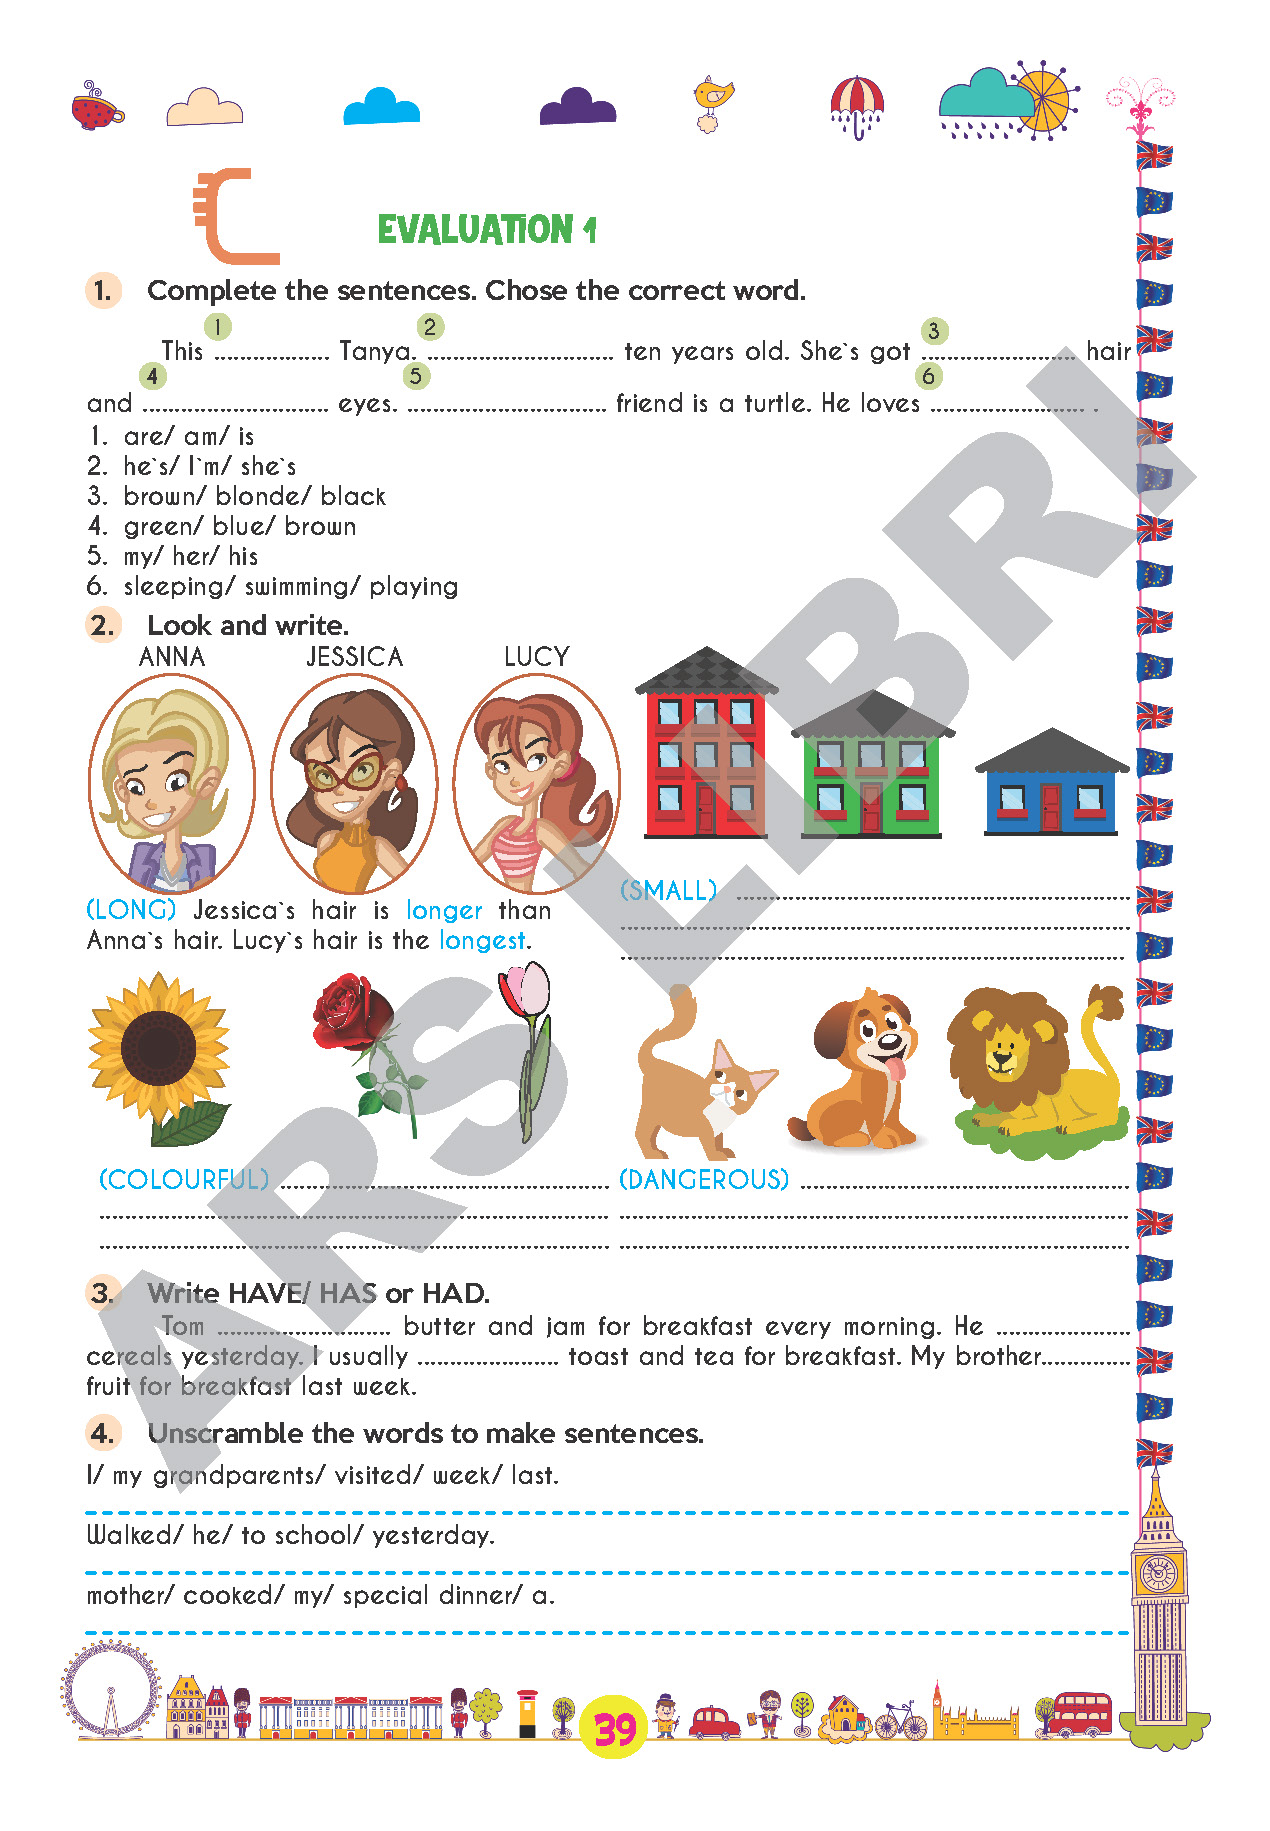 EVALUATION 1
1. Complete the sentences. Chose the correct word.
1 2 3
This .................. Tanya. ............................. ten years old. She`s got ........................ hair
4 5 6
and ............................. eyes. ............................... friend is a turtle. He loves ........................ .
1. are/ am/ is
2. he`s/ I`m/ she`s
3. brown/ blonde/ black
4. green/ blue/ brown
5. my/ her/ his
6. sleeping/ swimming/ playing
2. Look and write.
ANNA JESSICA LUCY
(LONG) Jessica`s hair is longer than
Anna`s hair. Lucy`s hair is the longest.
(SMALL) .............................................................
...............................................................................
..............................................................................
(COLOURFUL) ................................................... (DANGEROUS) ...................................................
............................................................................... ...............................................................................
............................................................................... ...............................................................................
3. Write HAVE/ HAS or HAD.
Tom ........................... butter and jam for breakfast every morning. He .....................
cereals yesterday. I usually ...................... toast and tea for breakfast. My brother..............
fruit for breakfast last week.
4. Unscramble the words to make sentences.
I/ my grandparents/ visited/ week/ last.
Walked/ he/ to school/ yesterday.
mother/ cooked/ my/ special dinner/ a.
39
ARS LIBRI